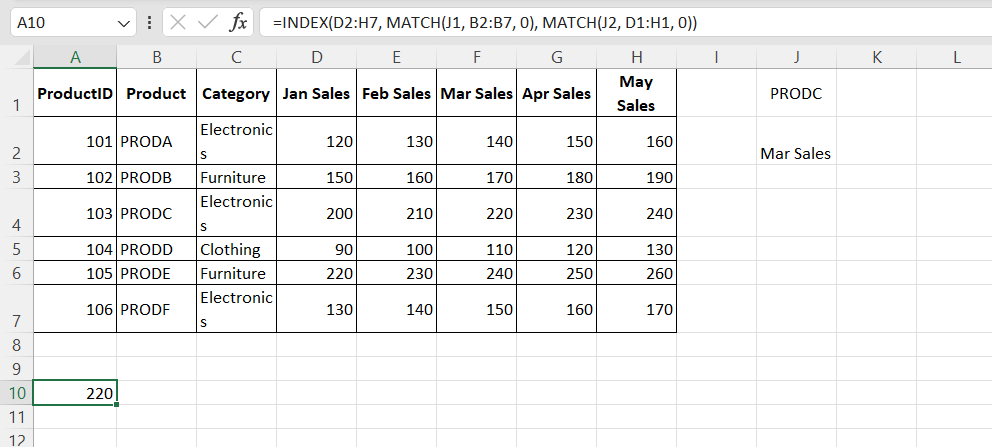 A10 fx =INDEX(D2:H7, MATCH(J1, B2:B7, 0), MATCH(J2, D1:H1, 0))
A B C D E F G H I J K L
1 ProductID Product Category Jan Sales Feb Sales Mar Sales Apr Sales May PRODC
Sales
2 101 PRODA Electronic 120 130 140 150 160 Mar Sales
s
3 102 PRODB Furniture 150 160 170 180 190
4 103 PRODC Electronic 200 210 220 230 240
s
5 104 PRODD Clothing 90 100 110 120 130
6 105 PRODE Furniture 220 230 240 250 260
7 106 PRODF Electronic 130 140 150 160 170
s
8
9
10 220
11
12